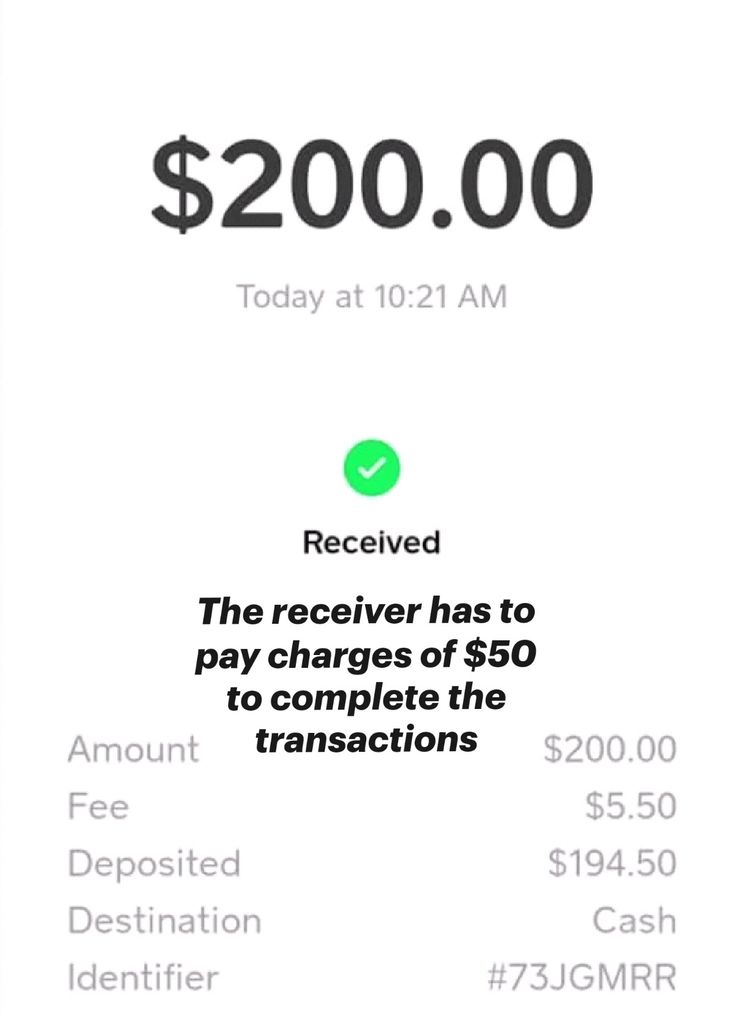 $200.00
Today at 10:21 AM
Received
The receiver has to
pay charges of $50
to complete the
transactions
Amount $200.00
Fee $5.50
Deposited $194.50
Destination Cash
Identifier #73JGMRR